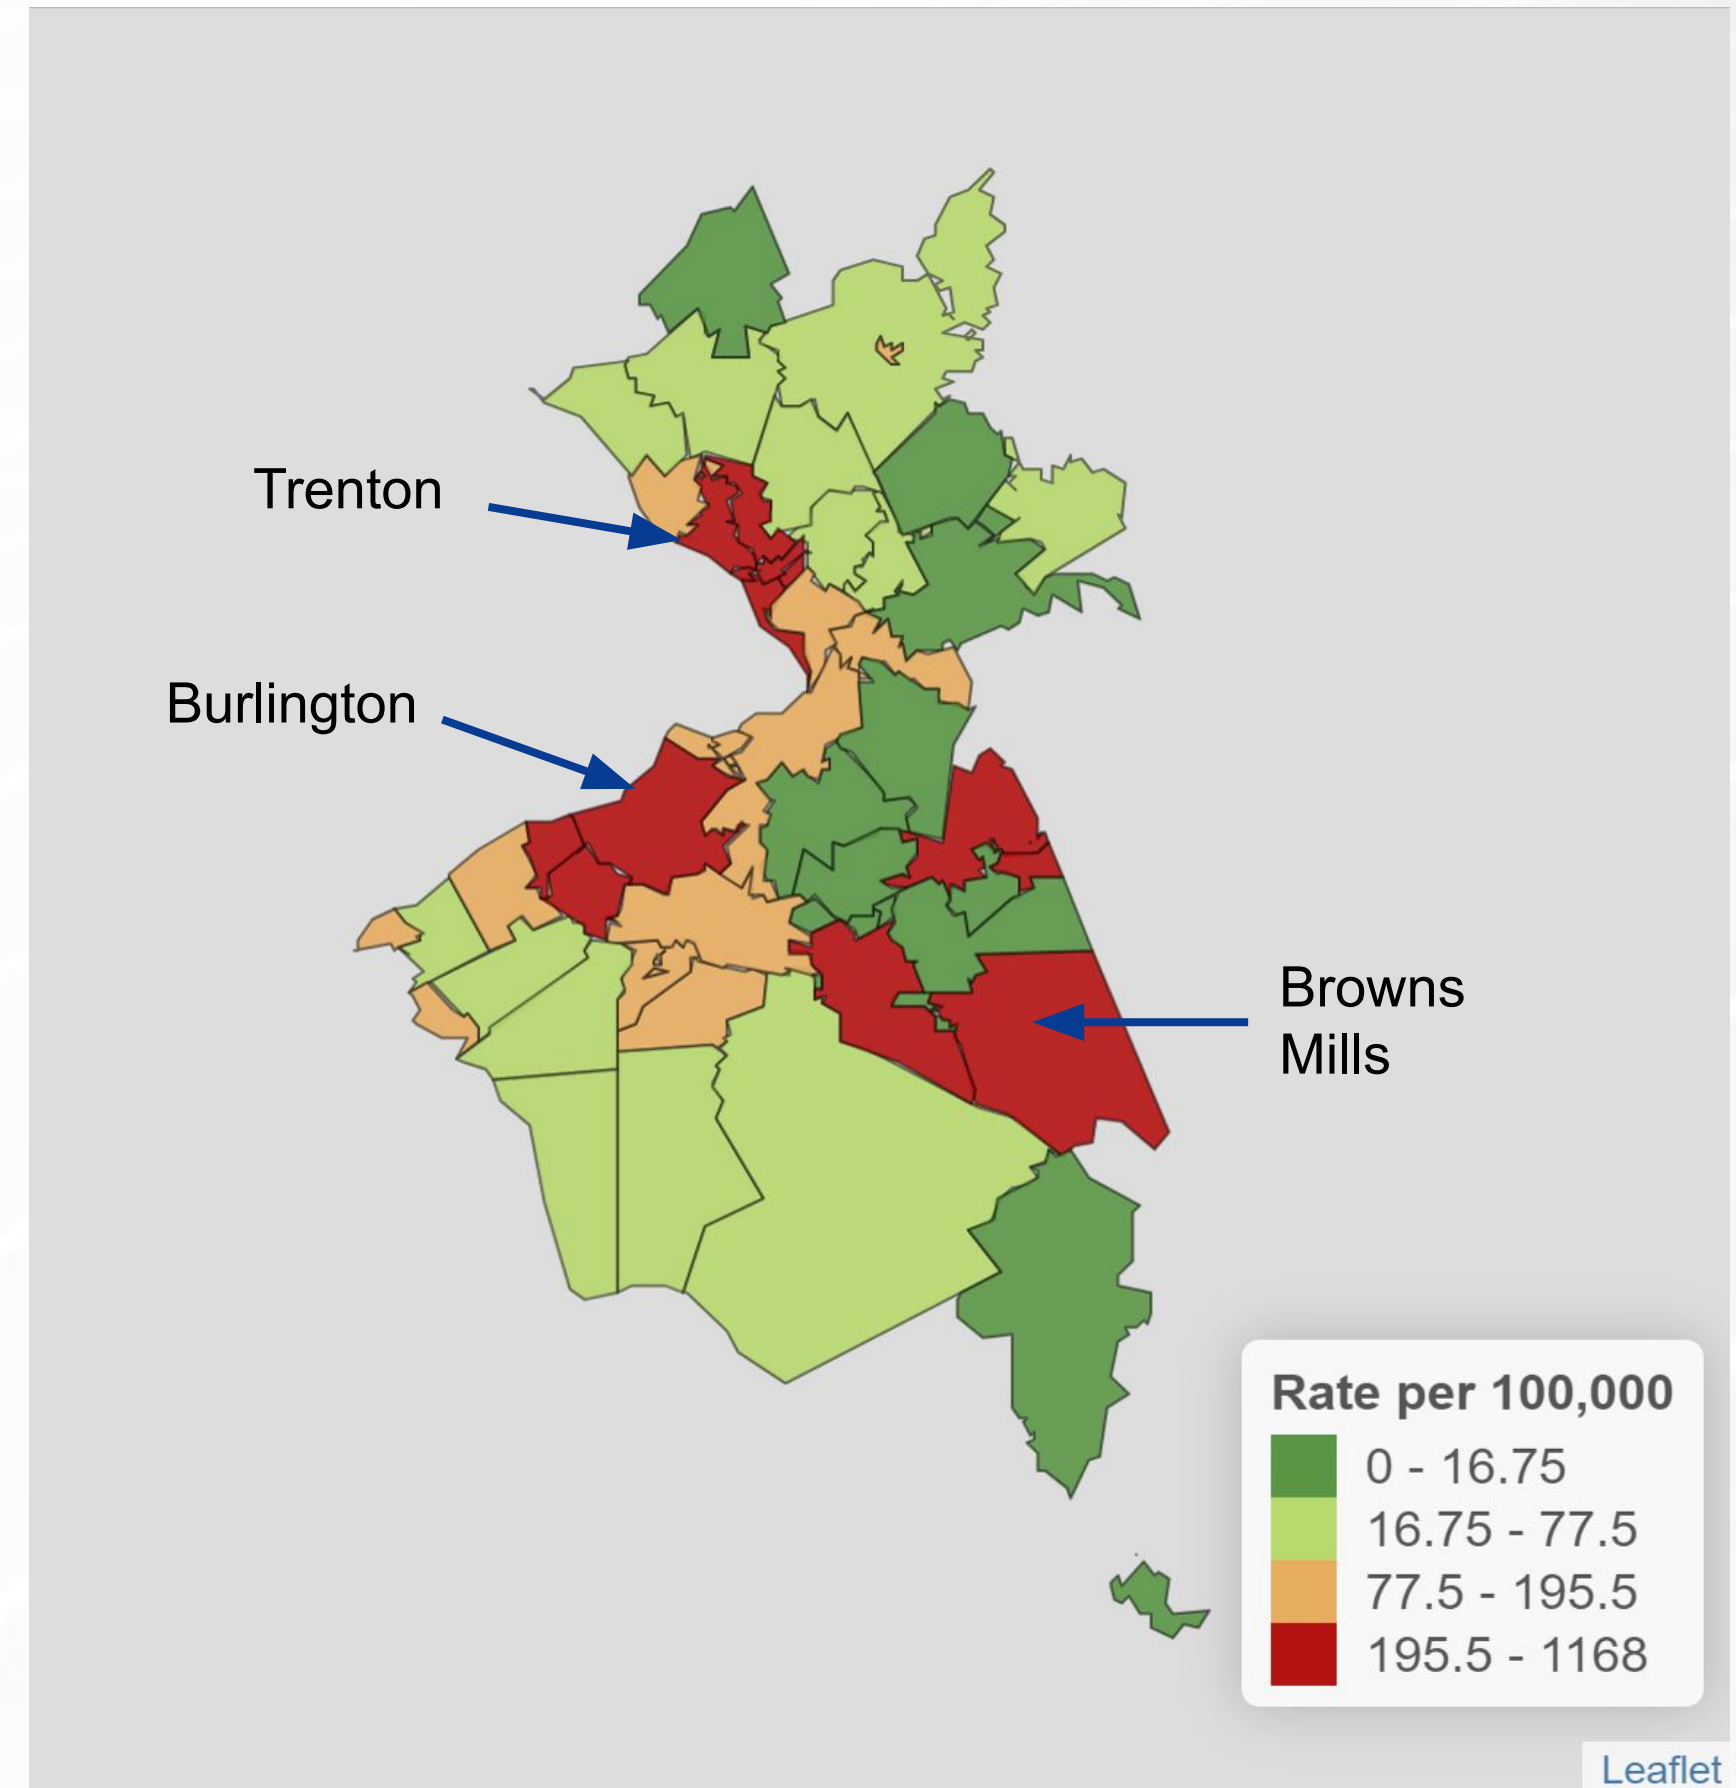 Trenton
Burlington
Browns
Mills
Rate per 100,000
0 - 16.75
16.75 - 77.5
77.5 - 195.5
195.5 - 1168
Leaflet